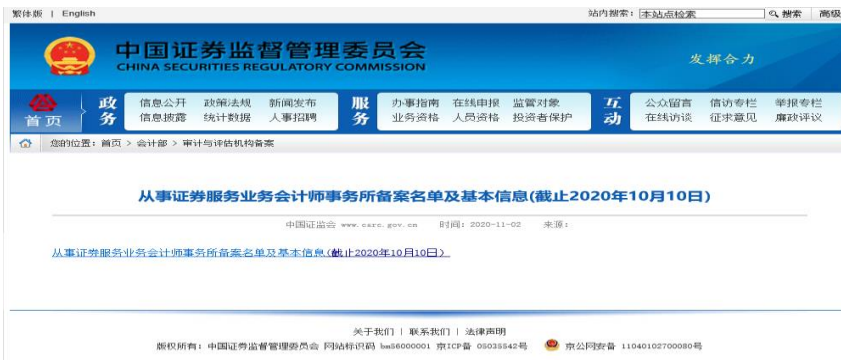 繁体版 | English 站内搜索: 本站点检索 搜索 高级
中国证券监督管理委员会
CHINA SECURITIES REGULATORY COMMISSION
发挥合力
首页 政务 信息公开 政策法规 新闻发布 服务 办事指南 在线申报 监管对象 互动 公众留言 信访专栏 举报专栏
信息披露 统计数据 人事招聘 业务资格 人员资格 投资者保护 在线访谈 征求意见 廉政评议
您的位置: 首页 > 会计部 > 审计与评估机构备案
从事证券服务业务会计师事务所备案名单及基本信息(截止2020年10月10日)
中国证监会 www.csrc.gov.cn 时间: 2020-11-02 来源:
从事证券服务业务会计师事务所备案名单及基本信息(截止2020年10月10日)
关于我们 | 联系我们 | 法律声明
版权所有: 中国证券监督管理委员会 网站标识码 bm56000001 京ICP备 05035542号 京公网安备 11040102700080号